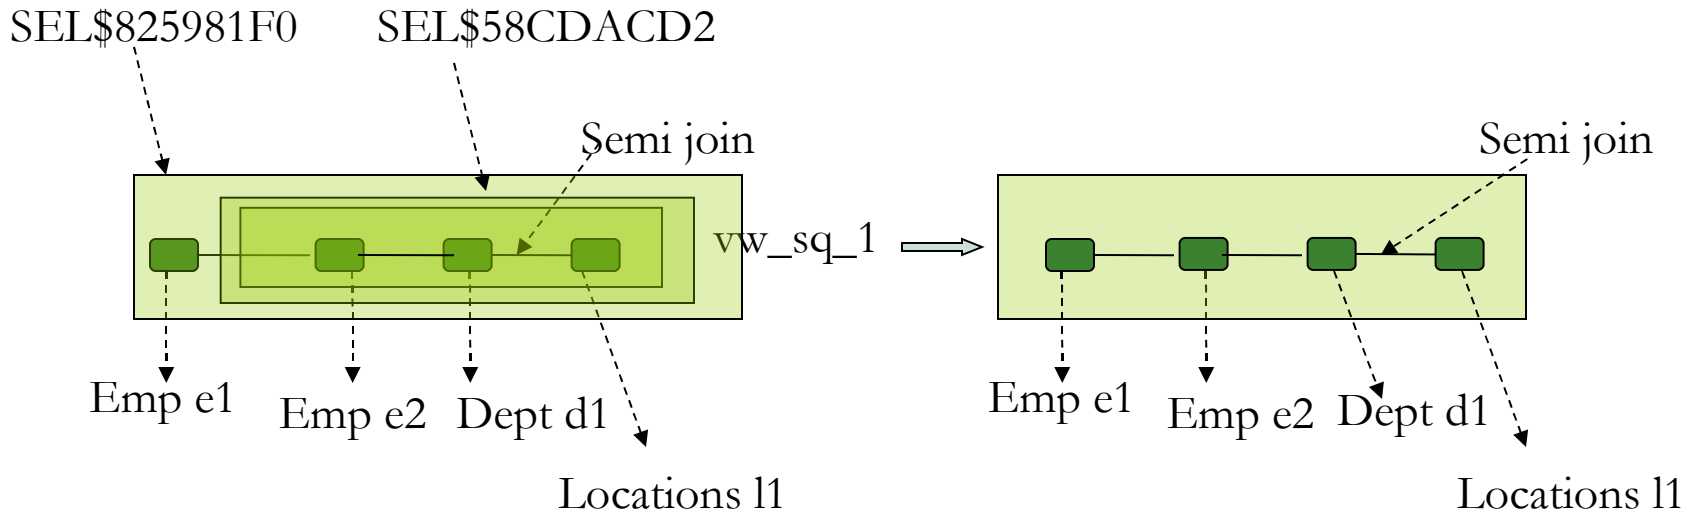 SEL$825981F0
SEL$58CDACD2
Semi join
vw_sq_1
Emp e1
Emp e2
Dept d1
Locations l1
Semi join
Emp e1
Emp e2
Dept d1
Locations l1